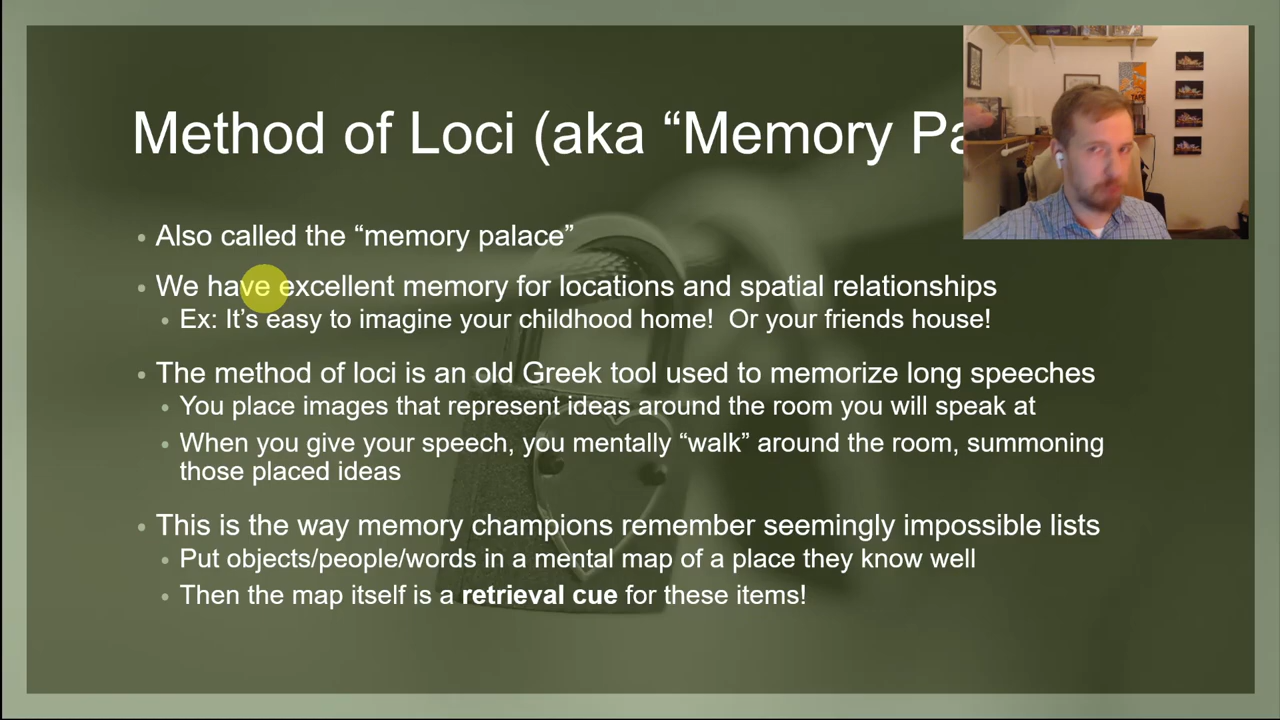 Method of Loci (aka “Memory Pa
Also called the “memory palace”
We have excellent memory for locations and spatial relationships
Ex: It’s easy to imagine your childhood home!  Or your friends house!
The method of loci is an old Greek tool used to memorize long speeches
You place images that represent ideas around the room you will speak at
When you give your speech, you mentally “walk” around the room, summoning
those placed ideas
This is the way memory champions remember seemingly impossible lists
Put objects/people/words in a mental map of a place they know well
Then the map itself is a retrieval cue for these items!